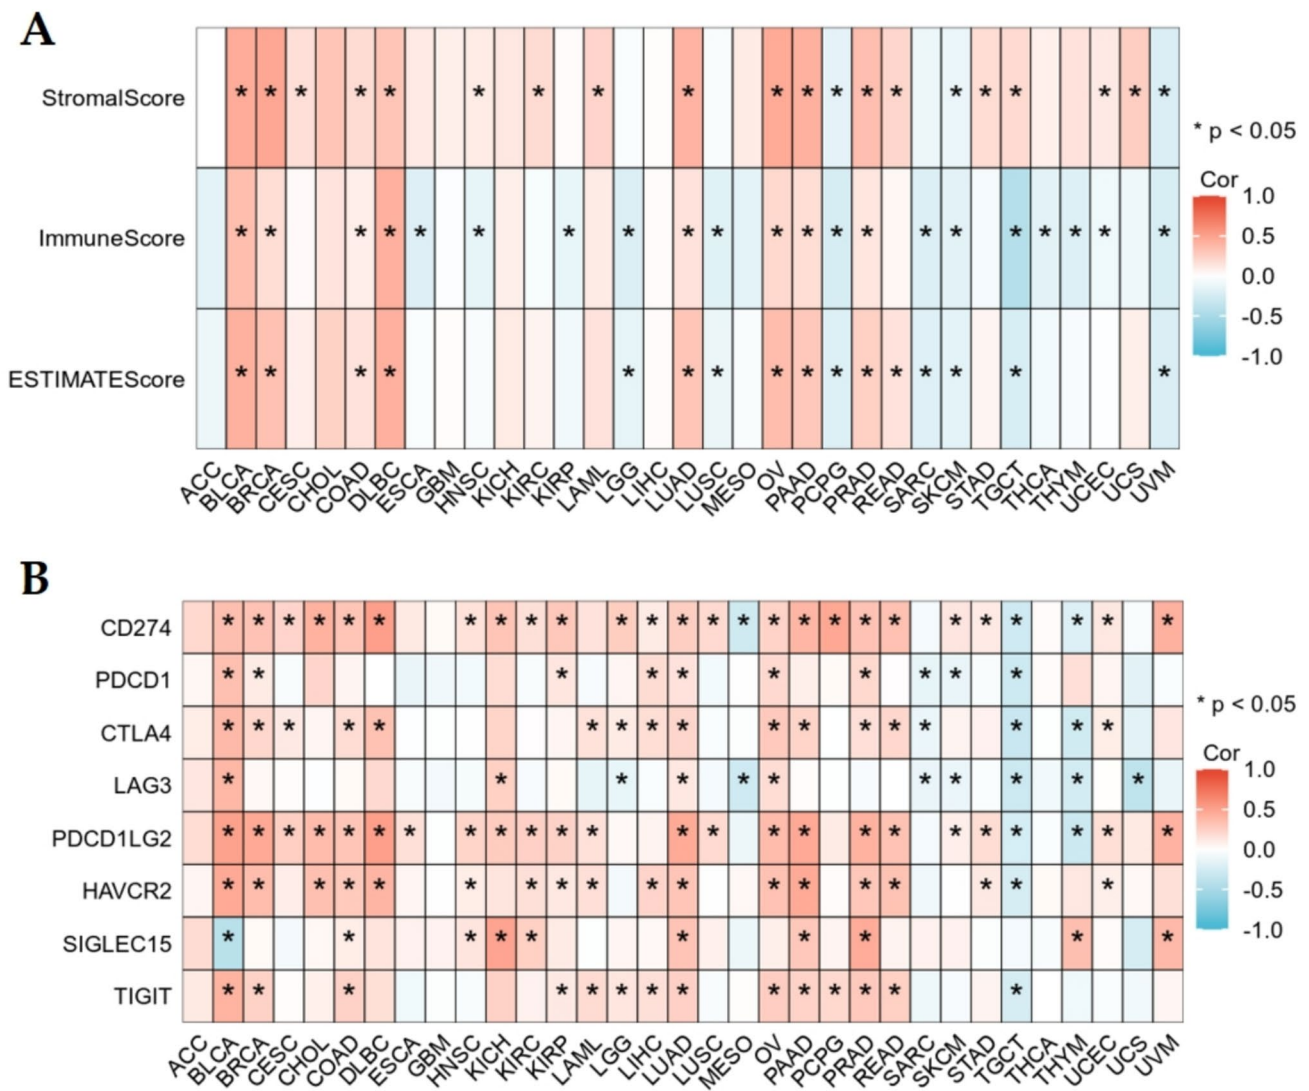 A
StromalScore * * * * * * * * * * * * * * * * * * * *
ImmuneScore * * * * * * * * * * * * * * * * * * * * *
ESTIMATEScore * * * * * * * * * * * * * * * *
* p < 0.05
Cor
1.0
0.5
0.0
-0.5
-1.0
ACC BLCA BRCA CESC CHOL COAD DLBC ESCA GBM HNSC KICH KIRC KIRP LAML LGG LIHC LUAD LUSC MESO OV PAAD PCPG PRAD READ SARC SKCM STAD TGCT THCA THYM UCEC UCS UVM
B
CD274 * * * * * * * * * * * * * * * * * * * * * * * * * *
PDCD1 * * * * * * * * * *
CTLA4 * * * * * * * * * * * * * * * * *
LAG3 * * * * * * * * * * *
PDCD1LG2 * * * * * * * * * * * * * * * * * * * * * * *
HAVCR2 * * * * * * * * * * * * * * * * * * *
SIGLEC15 * * * * * * * * * *
TIGIT * * * * * * * * * * * * * *
* p < 0.05
Cor
1.0
0.5
0.0
-0.5
-1.0
ACC BLCA BRCA CESC CHOL COAD DLBC ESCA GBM HNSC KICH KIRC KIRP LAML LGG LIHC LUAD LUSC MESO OV PAAD PCPG PRAD READ SARC SKCM STAD TGCT THCA THYM UCEC UCS UVM